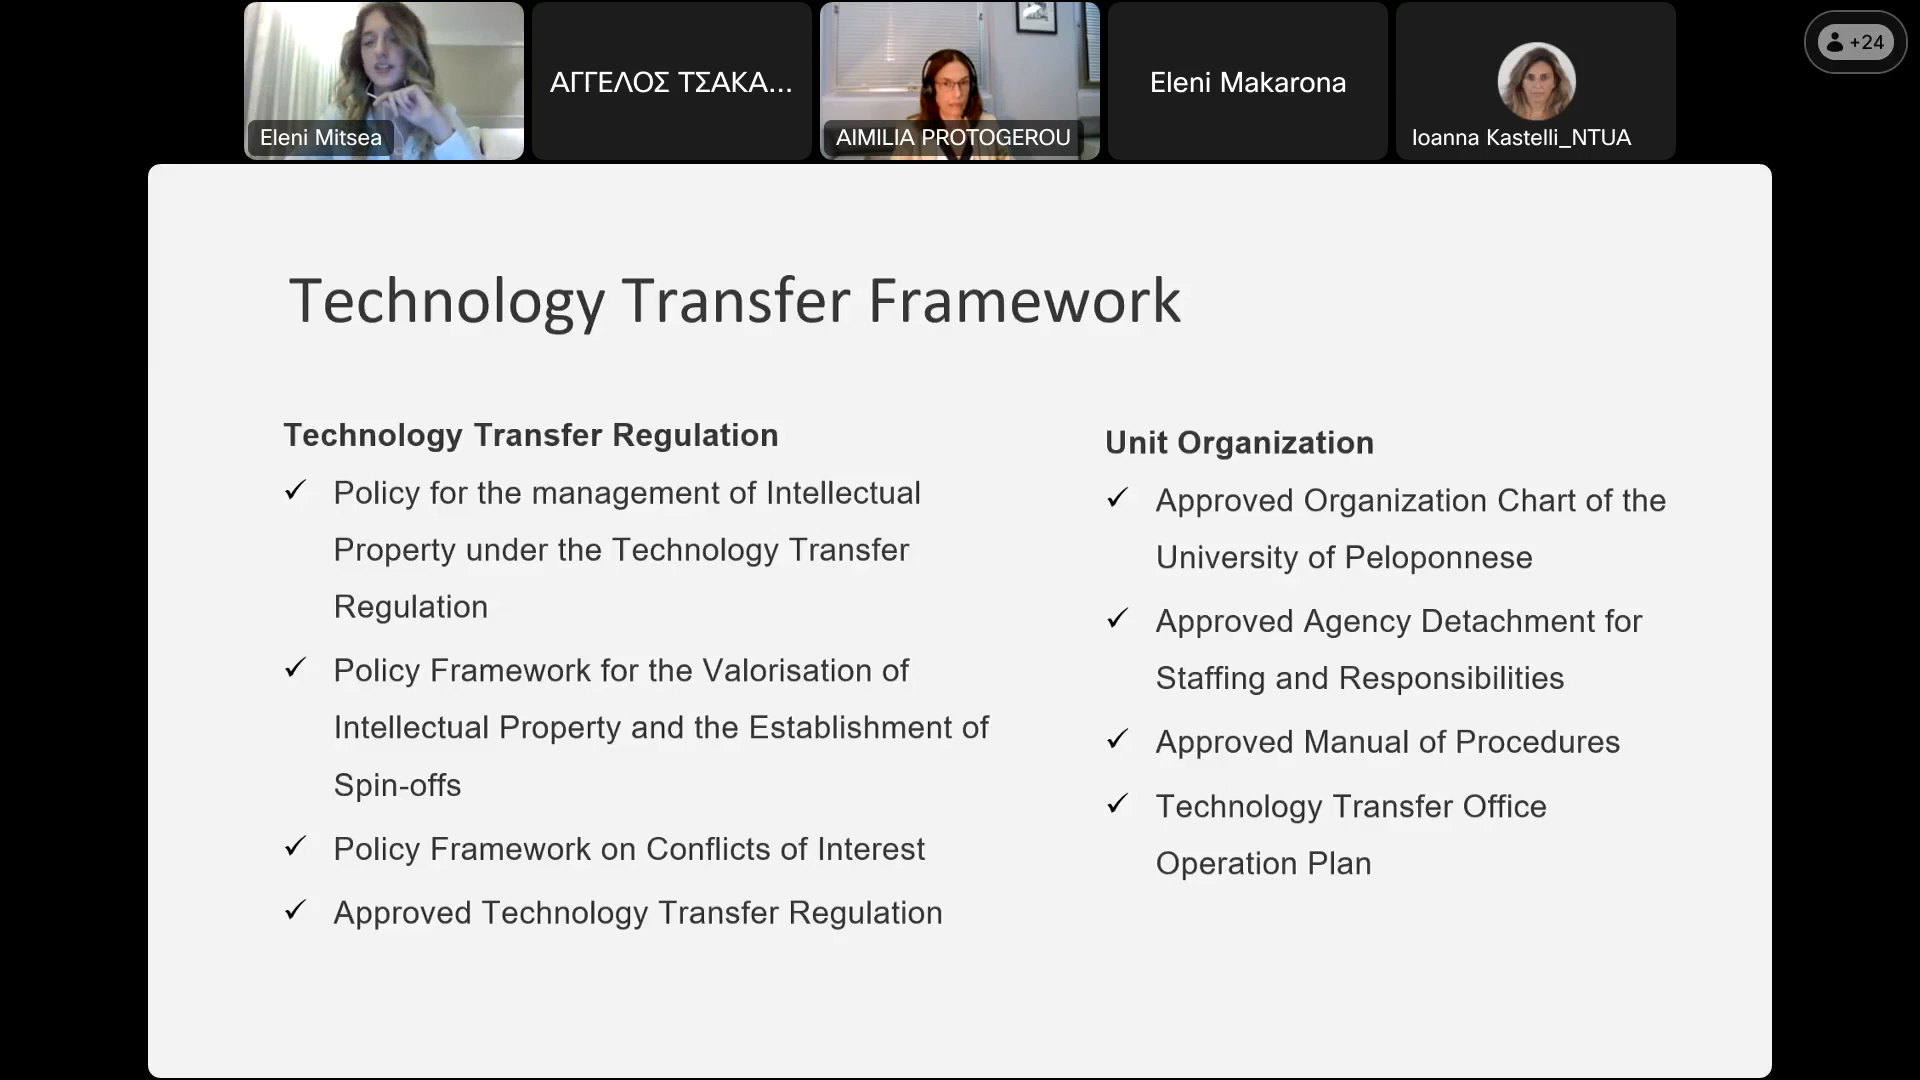 Eleni Mitsea
ΑΓΓΕΛΟΣ ΤΣΑΚΑ...
AIMILIA PROTOGEROU
Eleni Makarona
Ioanna Kastelli_NTUA
+24
Technology Transfer Framework
Technology Transfer Regulation
✓ Policy for the management of Intellectual
Property under the Technology Transfer
Regulation
✓ Policy Framework for the Valorisation of
Intellectual Property and the Establishment of
Spin-offs
✓ Policy Framework on Conflicts of Interest
✓ Approved Technology Transfer Regulation
Unit Organization
✓ Approved Organization Chart of the
University of Peloponnese
✓ Approved Agency Detachment for
Staffing and Responsibilities
✓ Approved Manual of Procedures
✓ Technology Transfer Office
Operation Plan